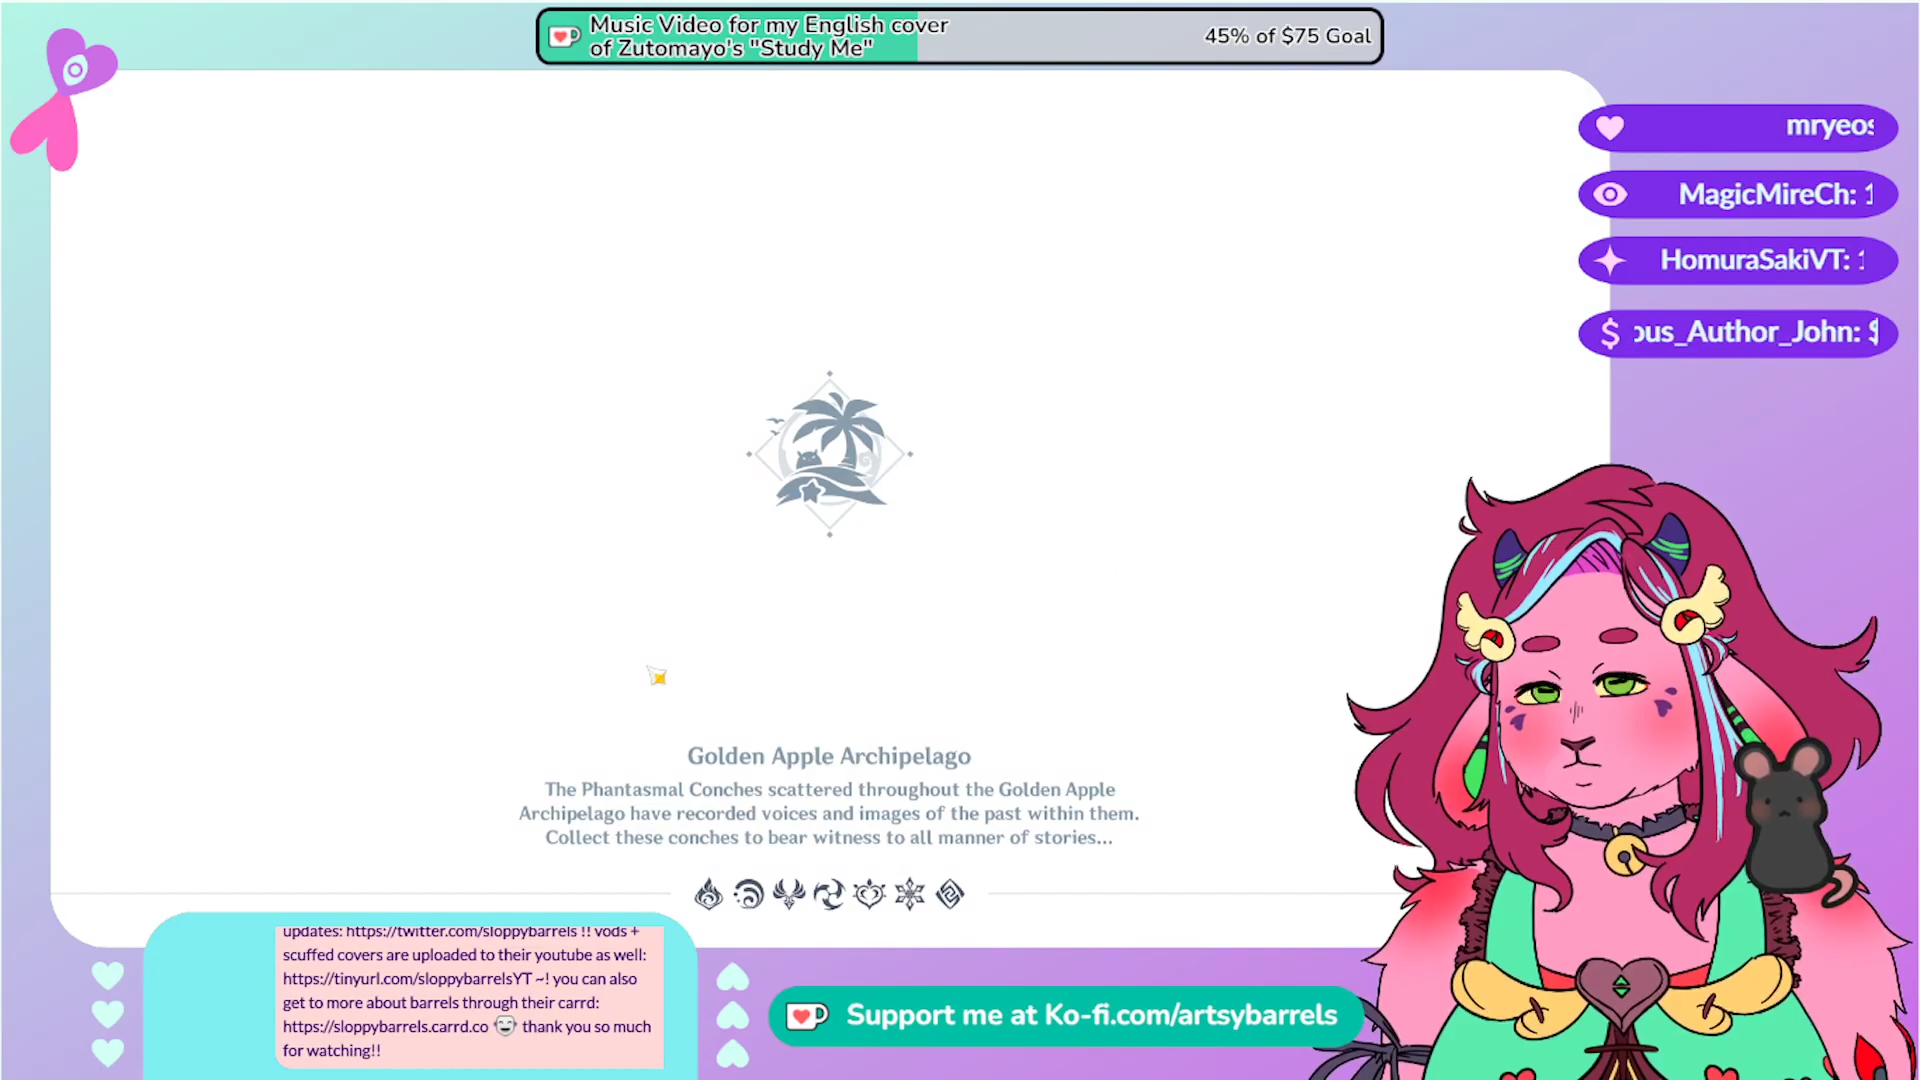 Music Video for my English cover
of Zutomayo's "Study Me"
45% of $75 Goal
mryeos
MagicMireCh: 1
HomuraSakiVT: 1
ous_Author_John: $
Golden Apple Archipelago
The Phantasmal Conches scattered throughout the Golden Apple
Archipelago have recorded voices and images of the past within them.
Collect these conches to bear witness to all manner of stories...
updates: https://twitter.com/sloppybarrels !! vods +
scuffed covers are uploaded to their youtube as well:
https://tinyurl.com/sloppybarrelsYT ~! you can also
get to more about barrels through their carrd:
https://sloppybarrels.carrd.co thank you so much
for watching!!
Support me at Ko-fi.com/artsybarrels